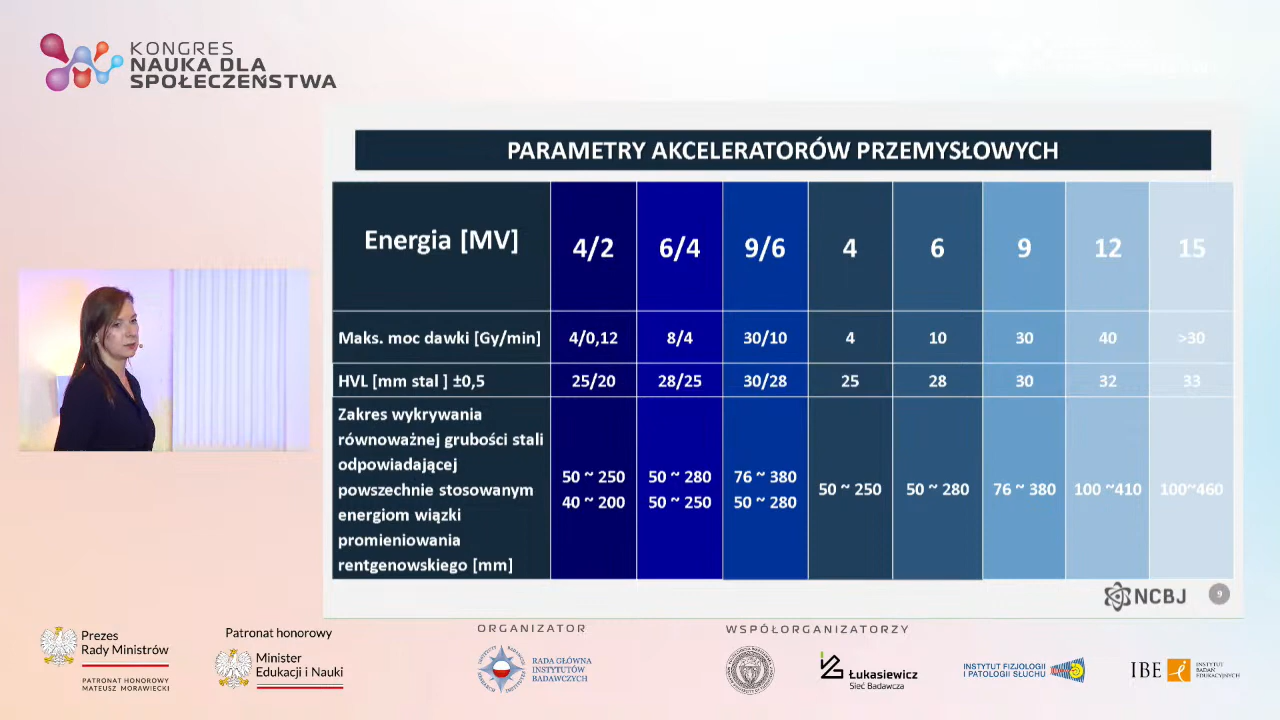 KONGRES
NAUKA DLA
SPOŁECZEŃSTWA
PARAMETRY AKCELERATORÓW PRZEMYSŁOWYCH
Energia [MV] 4/2 6/4 9/6 4 6 9 12 15
Maks. moc dawki [Gy/min] 4/0,12 8/4 30/10 4 10 30 40 >30
HVL [mm stal ] ±0,5 25/20 28/25 30/28 25 28 30 32 33
Zakres wykrywania
równoważnej grubości stali
odpowiadającej
powszechnie stosowanym
energiom wiązki
promieniowania
rentgenowskiego [mm]
50 ~ 250 50 ~ 280 76 ~ 380 50 ~ 250 50 ~ 280 76 ~ 380 100 ~410 100~460
40 ~ 200 50 ~ 250 50 ~ 280
NCBJ 9
Prezes
Rady Ministrów
PATRONAT HONOROWY
MATEUSZ MORAWIECKI
Patronat honorowy
Minister
Edukacji i Nauki
ORGANIZATOR
RADA GŁÓWNA
INSTYTUTÓW
BADAWCZYCH
WSPÓŁORGANIZATORZY
Łukasiewicz
Sieć Badawcza
INSTYTUT FIZJOLOGII
I PATOLOGII SŁUCHU
IBE
INSTYTUT
BADAŃ
EDUKACYJNYCH